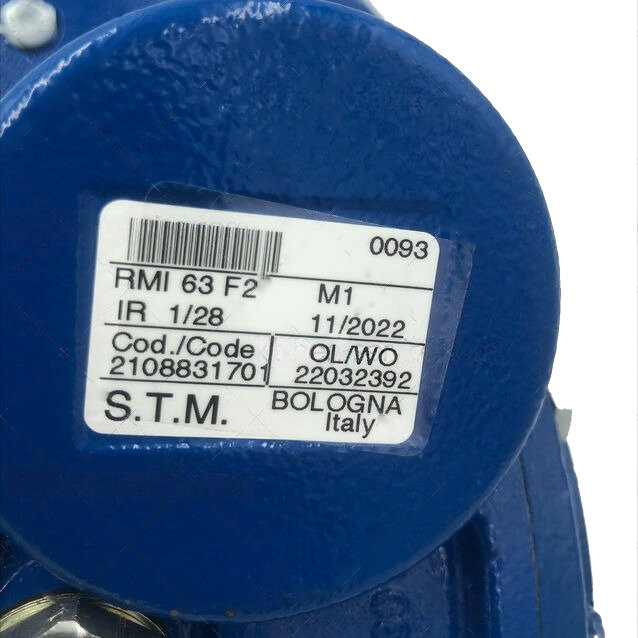 0093
RMI 63 F2 M1
IR 1/28 11/2022
Cod./Code OL/WO
2108831701 22032392
S.T.M. BOLOGNA
Italy